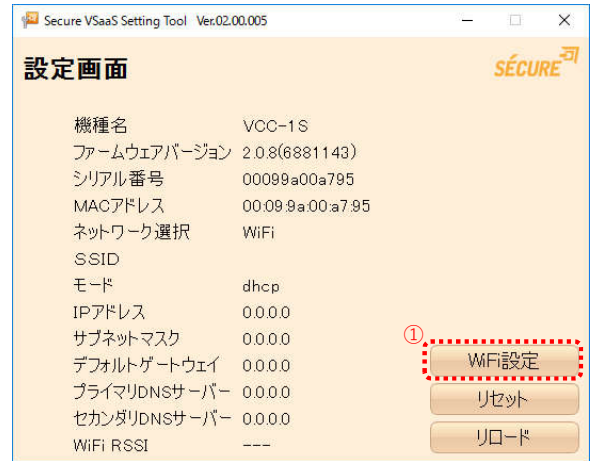 Secure VSaaS Setting Tool Ver.02.00.005
設定画面
SÉCURE
機種名 VCC-1S
ファームウェアバージョン 2.0.8(6881143)
シリアル番号 00099a00a795
MACアドレス 00:09:9a:00:a7:95
ネットワーク選択 WiFi
SSID
モード dhcp
IPアドレス 0.0.0.0
サブネットマスク 0.0.0.0
①
デフォルトゲートウェイ 0.0.0.0
WiFi設定
プライマリDNSサーバー 0.0.0.0
リセット
セカンダリDNSサーバー 0.0.0.0
WiFi RSSI ---
リロード